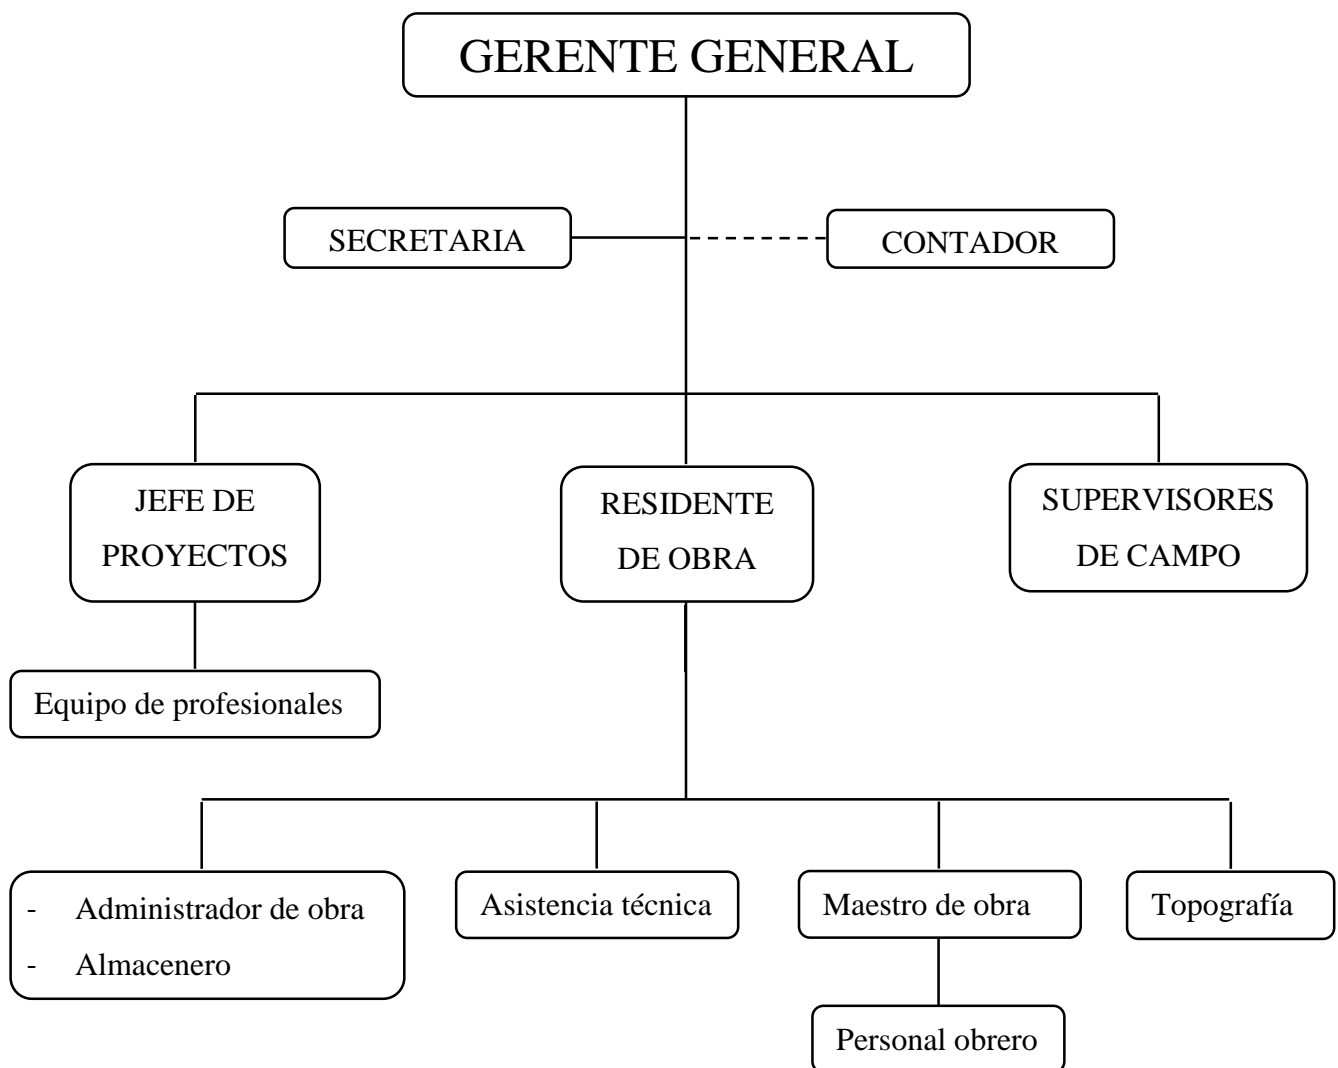 GERENTE GENERAL
SECRETARIA
CONTADOR
JEFE DE
PROYECTOS
RESIDENTE
DE OBRA
SUPERVISORES
DE CAMPO
Equipo de profesionales
- Administrador de obra
- Almacenero
Asistencia técnica
Maestro de obra
Topografía
Personal obrero